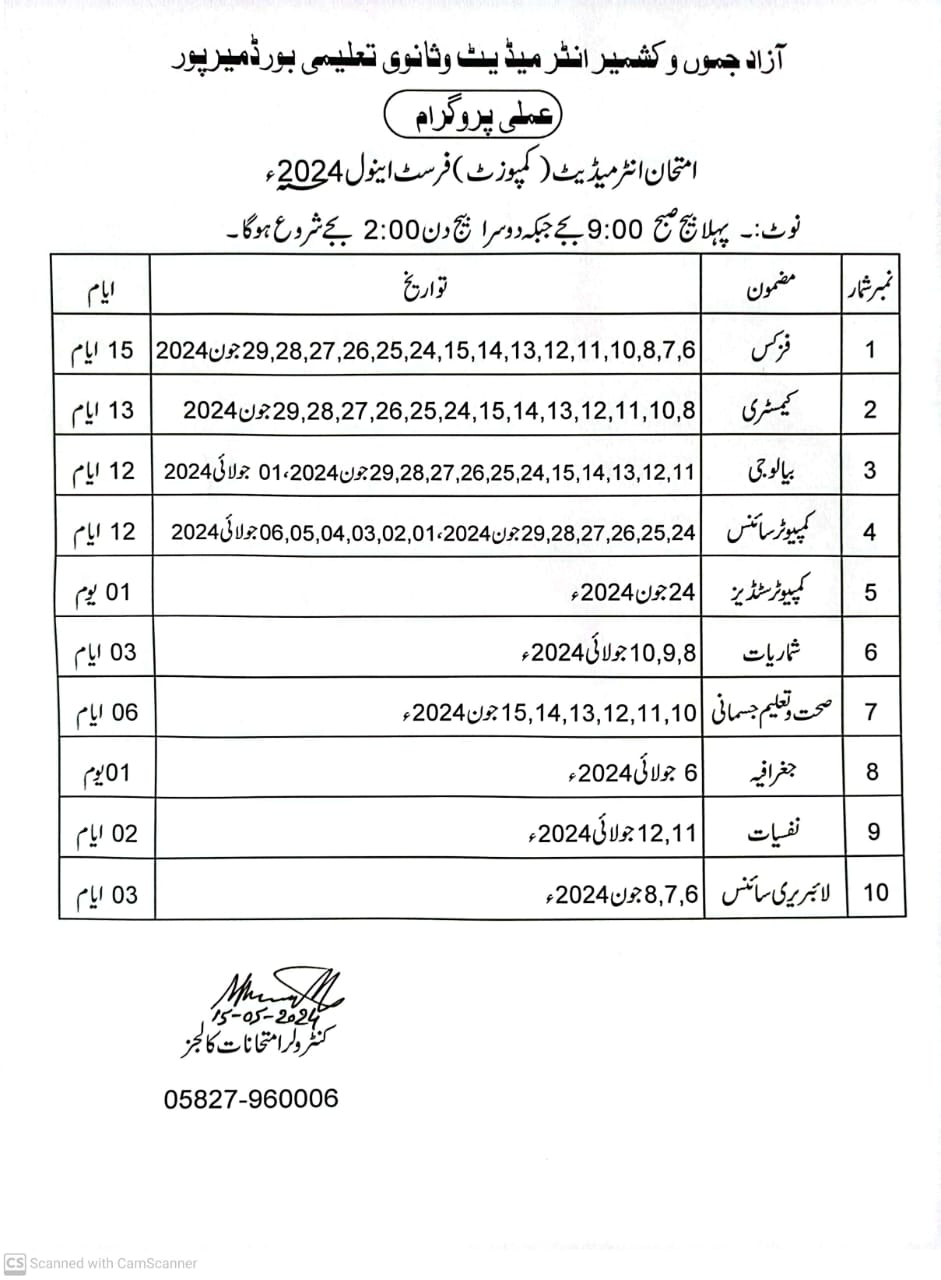 آزاد جموں و کشمیر انٹرمیڈیٹ وثانوی تعلیمی بورڈ میرپور
عملی پروگرام
امتحان انٹرمیڈیٹ (کمپوزٹ) فرسٹ اینول 2024ء
نوٹ:۔ پہلا بیج صبح 9:00 بجے جبکہ دوسرا بیج دن 2:00 بجے شروع ہوگا۔
نمبر شمار مضمون تواریخ ایام
1 فزکس 6,7,8,10,11,12,13,14,15,24,25,26,27,28,29 جون 2024 15 ایام
2 کیمسٹری 8,10,11,12,13,14,15,24,25,26,27,28,29 جون 2024 13 ایام
3 بیالوجی 11,12,13,14,15,24,25,26,27,28,29 جون 2024، 01 جولائی 2024 12 ایام
4 کمپیوٹر سائنس 24,25,26,27,28,29 جون 2024، 01,02,03,04,05,06 جولائی 2024 12 ایام
5 کمپیوٹر سٹڈیز 24 جون 2024ء 01 یوم
6 شماریات 8,9,10 جولائی 2024ء 03 ایام
7 صحت و تعلیم جسمانی 10,11,12,13,14,15 جون 2024ء 06 ایام
8 جغرافیہ 6 جولائی 2024ء 01 یوم
9 نفسیات 11,12 جولائی 2024ء 02 ایام
10 لائبریری سائنس 6,7,8 جون 2024ء 03 ایام
15-05-2024
کنٹرولر امتحانات کالجز
05827-960006
CS Scanned with CamScanner